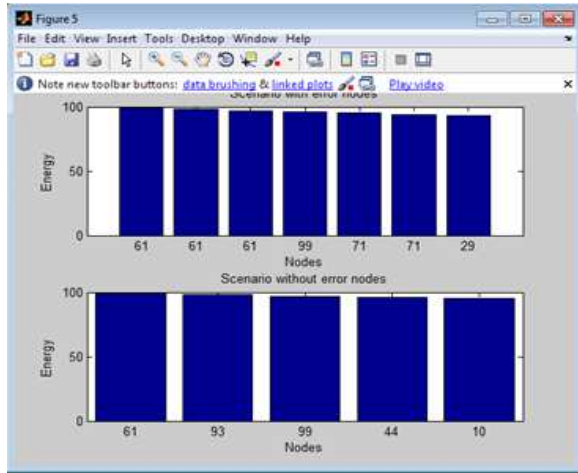 Figure 5
File Edit View Insert Tools Desktop Window Help
Note new toolbar buttons: data brushing & linked plots Play video
Scenario with error nodes
100
50
0
Energy
61 61 61 99 71 71 29
Nodes
Scenario without error nodes
100
50
0
Energy
61 93 99 44 10
Nodes